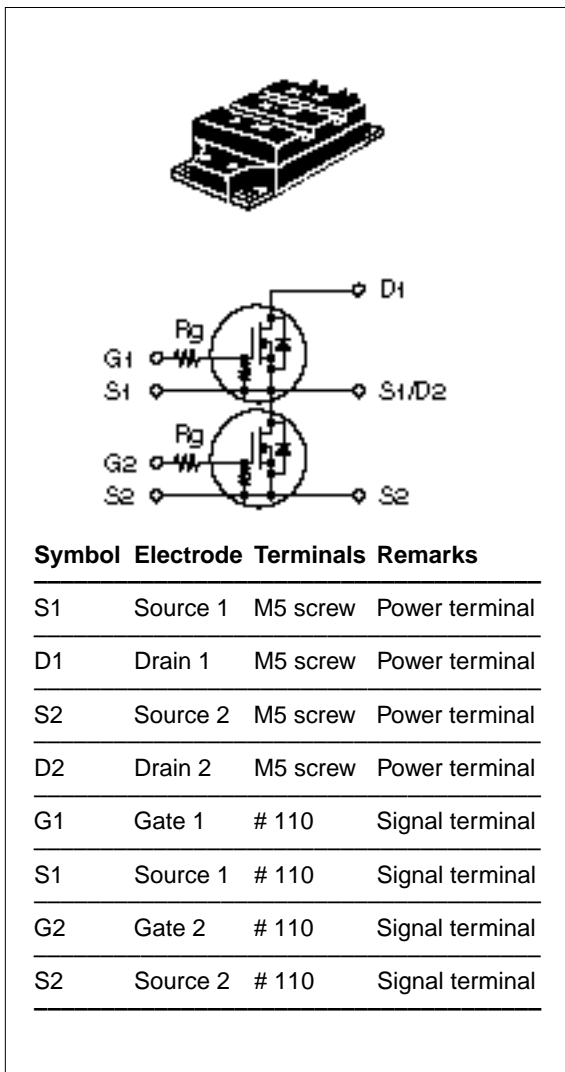 D1
Rg
G1
S1 S1/D2
Rg
G2
S2 S2
Symbol Electrode Terminals Remarks
S1 Source 1 M5 screw Power terminal
D1 Drain 1 M5 screw Power terminal
S2 Source 2 M5 screw Power terminal
D2 Drain 2 M5 screw Power terminal
G1 Gate 1 # 110 Signal terminal
S1 Source 1 # 110 Signal terminal
G2 Gate 2 # 110 Signal terminal
S2 Source 2 # 110 Signal terminal